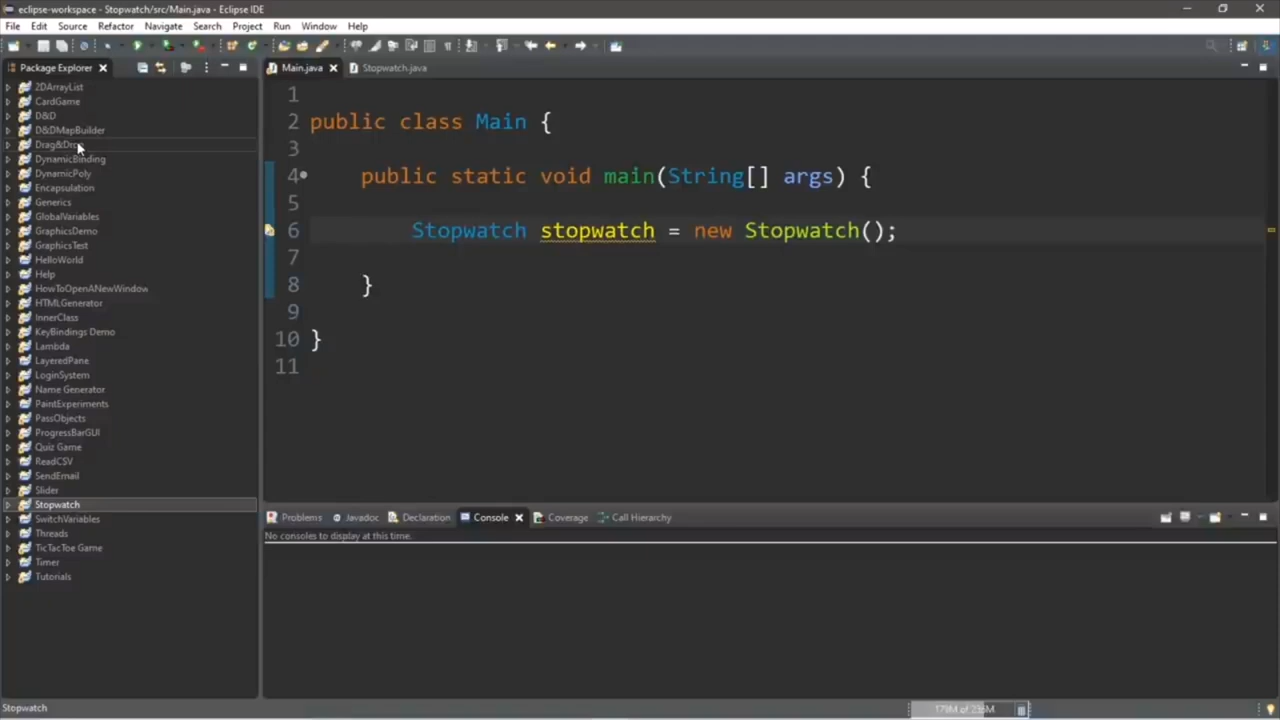 eclipse-workspace - Stopwatch/src/Main.java - Eclipse IDE
File Edit Source Refactor Navigate Search Project Run Window Help
Package Explorer
Main.java
Stopwatch.java
2DArrayList
CardGame
D&D
D&DMapBuilder
Drag&Drop
DynamicBinding
DynamicPoly
Encapsulation
Generics
GlobalVariables
GraphicsDemo
GraphicsTest
HelloWorld
Help
HowToOpenANewWindow
HTMLGenerator
InnerClass
KeyBindings Demo
Lambda
LayeredPane
LoginSystem
Name Generator
PaintExperiments
PassObjects
ProgressBarGUI
Quiz Game
ReadCSV
SendEmail
Slider
Stopwatch
SwitchVariables
Threads
TicTacToe Game
Timer
Tutorials
1
2 public class Main {
3
4 public static void main(String[] args) {
5
6 Stopwatch stopwatch = new Stopwatch();
7
8 }
9
10 }
11
Problems Javadoc Declaration Console Coverage Call Hierarchy
No consoles to display at this time.
Stopwatch
179M of 236M